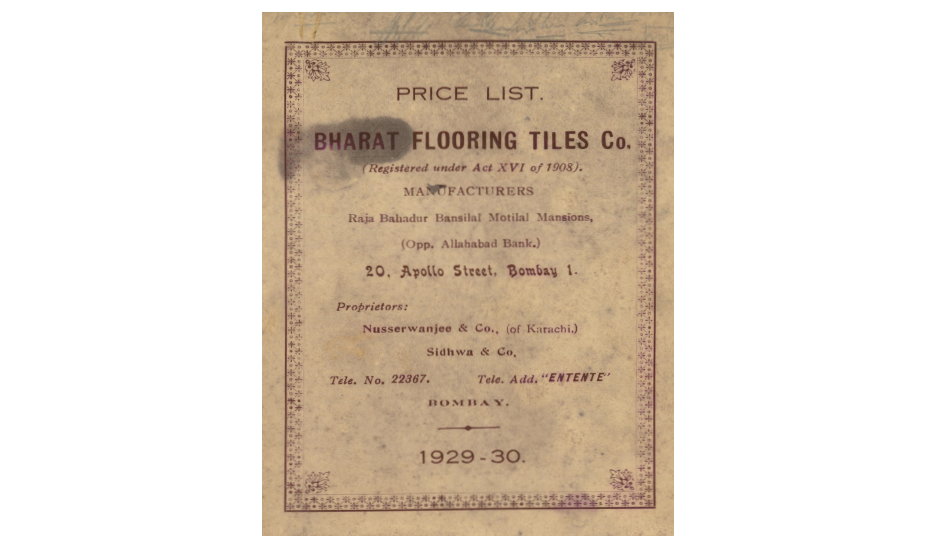 PRICE LIST.
BHARAT FLOORING TILES Co.
(Registered under Act XVI of 1908).
MANUFACTURERS
Raja Bahadur Bansilal Motilal Mansions,
(Opp. Allahabad Bank.)
20, Apollo Street, Bombay 1.
Proprietors:
Nusserwanjee & Co., (of Karachi.)
Sidhwa & Co,
Tele. No. 22367. Tele. Add. "ENTENTE"
BOMBAY.
1929-30.